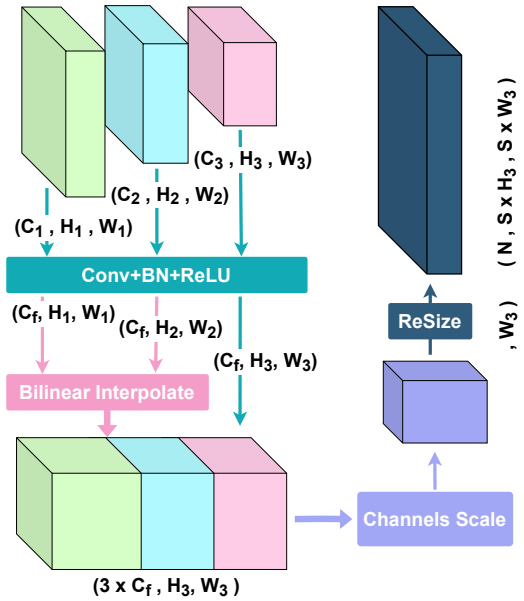 (C₃ , H₃ , W₃)
(C₂ , H₂ , W₂)
(C₁ , H₁ , W₁)
Conv+BN+ReLU
(Cf, H₁, W₁)
(Cf, H₂, W₂)
(Cf, H₃, W₃)
Bilinear Interpolate
(3 x Cf , H₃, W₃ )
Channels Scale
, W₃)
ReSize
( N , S x H₃ , S x W₃ )